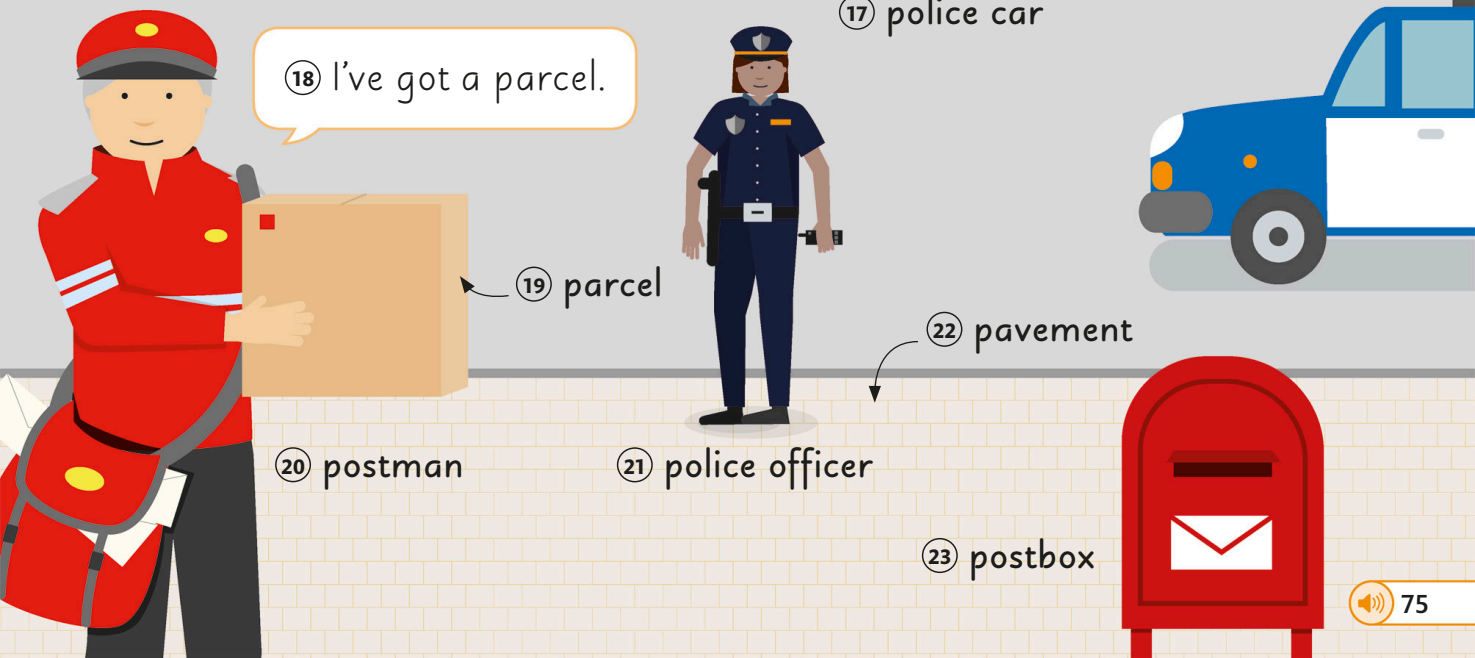 17 police car
18 I've got a parcel.
19 parcel
22 pavement
20 postman
21 police officer
23 postbox
75